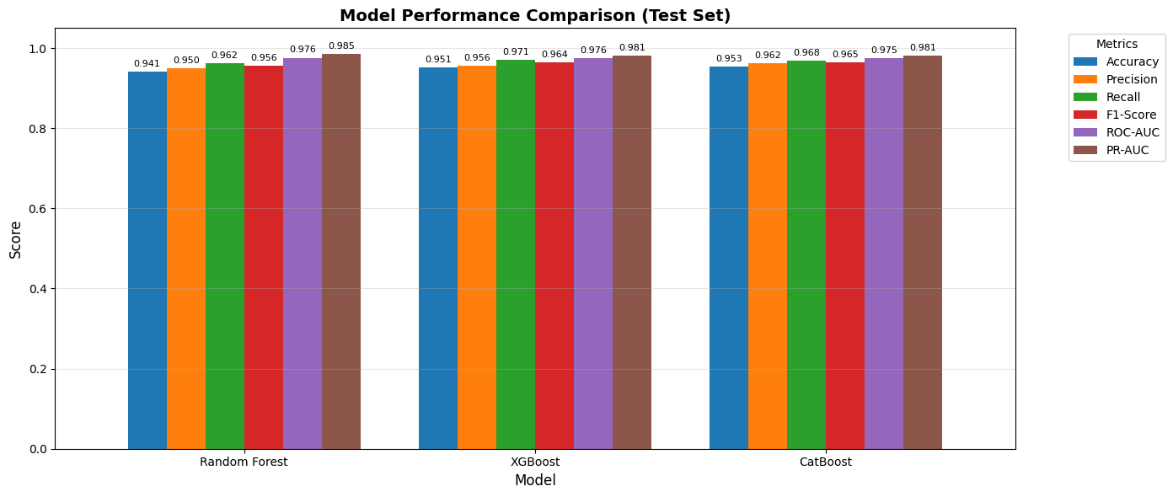 Model Performance Comparison (Test Set)
Score
1.0
0.8
0.6
0.4
0.2
0.0
0.941
0.950
0.962
0.956
0.976
0.985
0.951
0.956
0.971
0.964
0.976
0.981
0.953
0.962
0.968
0.965
0.975
0.981
Random Forest
XGBoost
CatBoost
Model
Metrics
Accuracy
Precision
Recall
F1-Score
ROC-AUC
PR-AUC